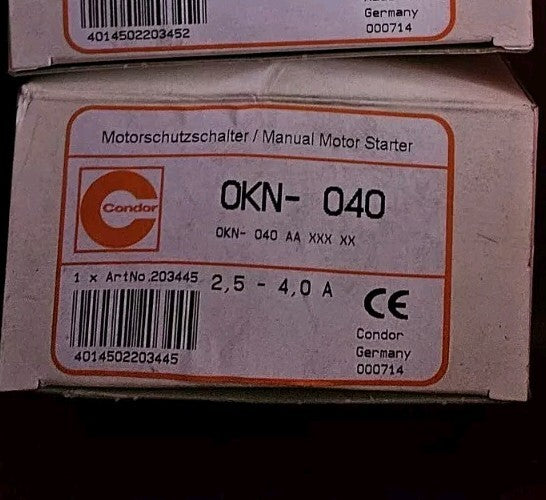 Germany
4014502203452
000714
Motorschutzschalter / Manual Motor Starter
Condor
OKN- 040
OKN- 040 AA XXX XX
1 x ArtNo.203445 2,5 - 4,0 A
CE
4014502203445
Condor
Germany
000714